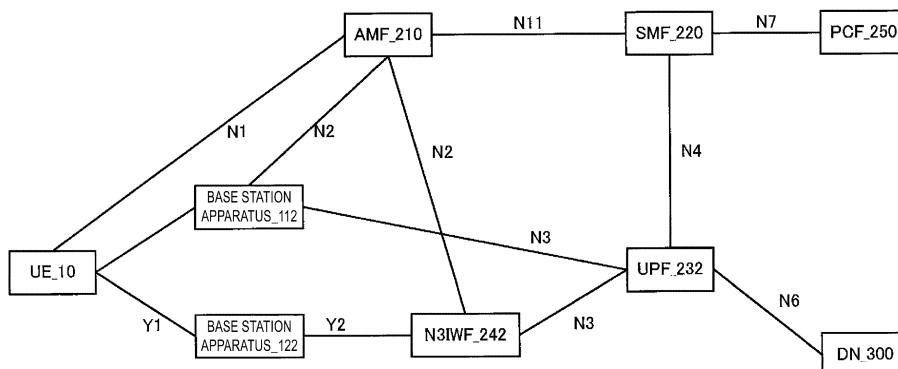 AMF_210
N11
SMF_220
N7
PCF_250
N1
N2
N2
N4
BASE STATION
APPARATUS_112
N3
UE_10
UPF_232
Y1
BASE STATION
APPARATUS_122
Y2
N3IWF_242
N3
N6
DN_300